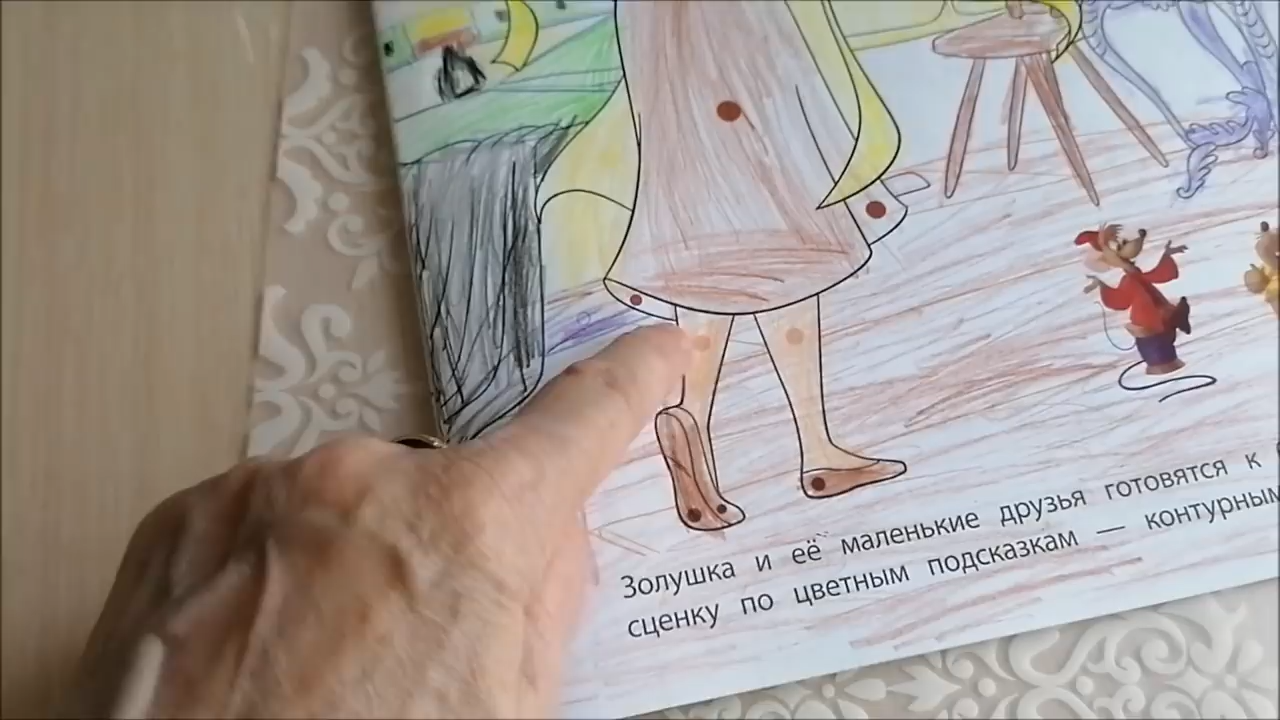 Золушка и её маленькие друзья готовятся к
сценку по цветным подсказкам — контурным